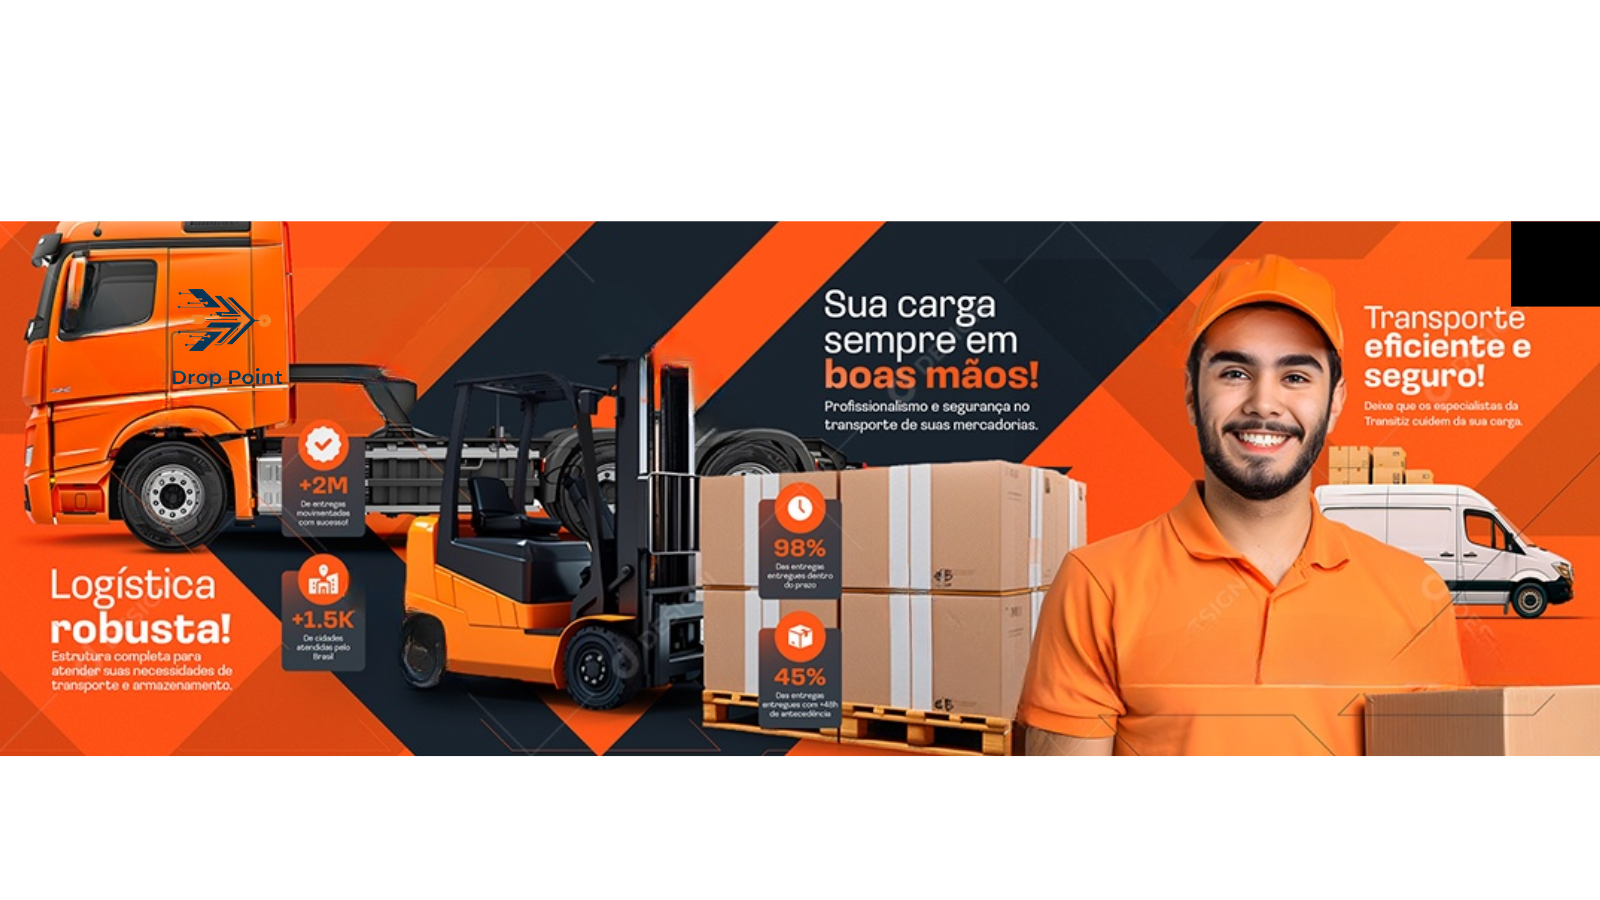 Drop Point
+2M
De entregas
movimentadas
com sucesso!
+1.5K
De cidades
atendidas pelo
Brasil
Logística
robusta!
Estrutura completa para
atender suas necessidades de
transporte e armazenamento.
Sua carga
sempre em
boas mãos!
Profissionalismo e segurança no
transporte de suas mercadorias.
98%
Das entregas
entregues dentro
do prazo
45%
Das entregas
entregues com +48h
de antecedência
Transporte
eficiente e
seguro!
Deixe que os especialistas da
Transitiz cuidem da sua carga.